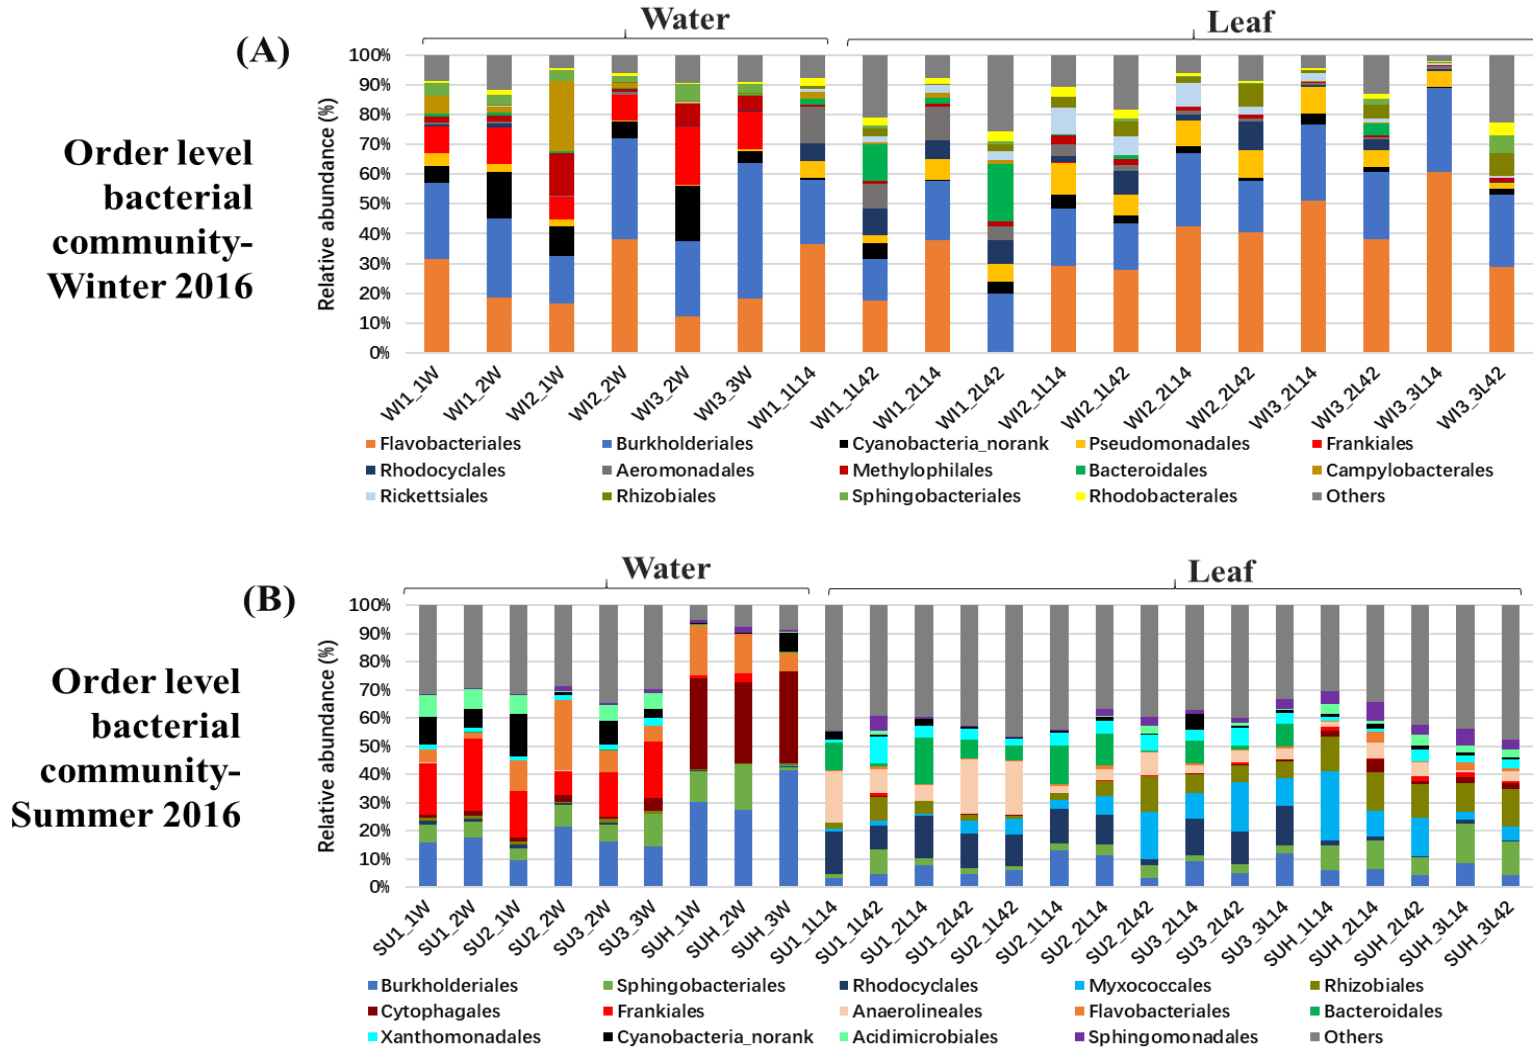 Water
Leaf
(A)
Order level
bacterial
community-
Winter 2016
Relative abundance (%)
100%
90%
80%
70%
60%
50%
40%
30%
20%
10%
0%
WI1_1W WI1_2W WI2_1W WI2_2W WI3_2W WI3_3W WI1_1L14 WI1_1L42 WI1_2L14 WI1_2L42 WI2_1L14 WI2_1L42 WI2_2L14 WI2_2L42 WI3_2L14 WI3_2L42 WI3_3L14 WI3_3L42
Flavobacteriales Burkholderiales Cyanobacteria_norank Pseudomonadales Frankiales
Rhodocyclales Aeromonadales Methylophilales Bacteroidales Campylobacterales
Rickettsiales Rhizobiales Sphingobacteriales Rhodobacterales Others
Water
Leaf
(B)
Order level
bacterial
community-
Summer 2016
Relative abundance (%)
100%
90%
80%
70%
60%
50%
40%
30%
20%
10%
0%
SU1_1W SU1_2W SU2_1W SU2_2W SU3_2W SU3_3W SUH_1W SUH_2W SUH_3W SU1_1L14 SU1_1L42 SU1_2L14 SU1_2L42 SU2_1L42 SU2_1L14 SU2_2L14 SU2_2L42 SU3_2L14 SU3_2L42 SU3_3L14 SUH_1L14 SUH_2L14 SUH_2L42 SUH_3L14 SUH_3L42
Burkholderiales Sphingobacteriales Rhodocyclales Myxococcales Rhizobiales
Cytophagales Frankiales Anaerolineales Flavobacteriales Bacteroidales
Xanthomonadales Cyanobacteria_norank Acidimicrobiales Sphingomonadales Others